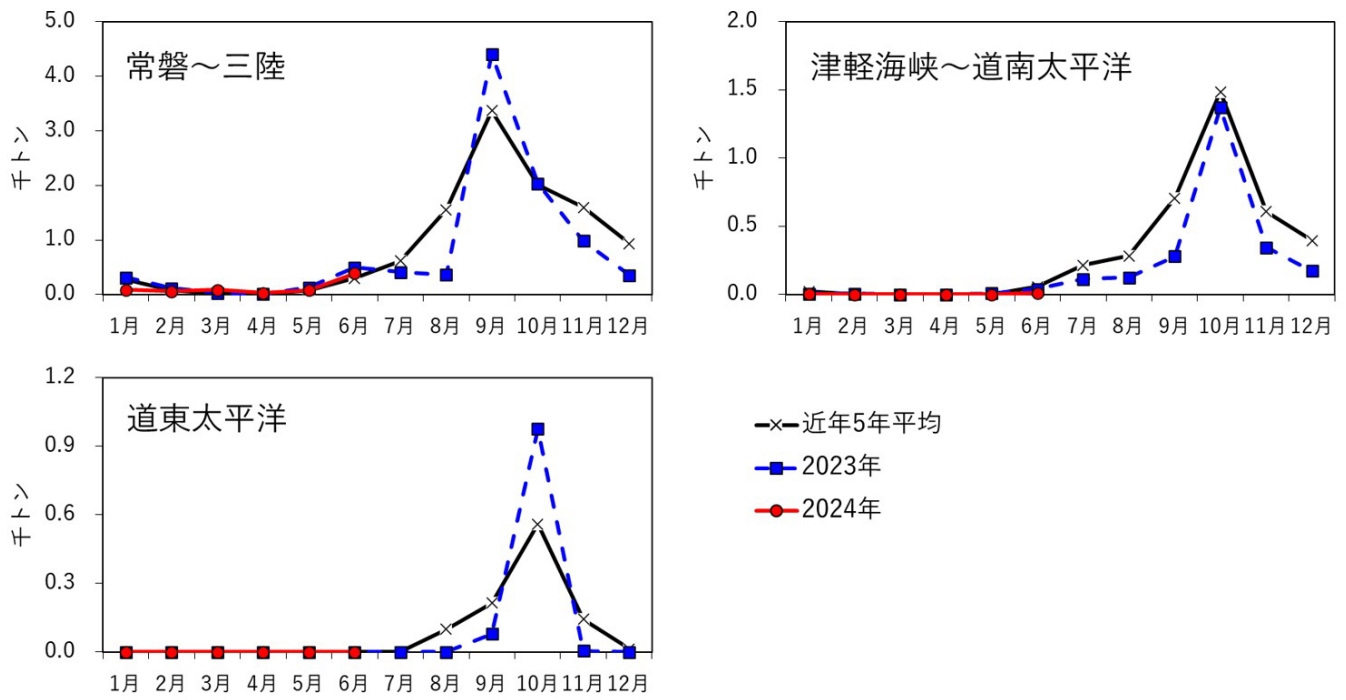 常磐～三陸
千トン
5.0
4.0
3.0
2.0
1.0
0.0
1月 2月 3月 4月 5月 6月 7月 8月 9月 10月 11月 12月
津軽海峡～道南太平洋
千トン
2.0
1.5
1.0
0.5
0.0
1月 2月 3月 4月 5月 6月 7月 8月 9月 10月 11月 12月
道東太平洋
千トン
1.2
0.9
0.6
0.3
0.0
1月 2月 3月 4月 5月 6月 7月 8月 9月 10月 11月 12月
近年5年平均
2023年
2024年